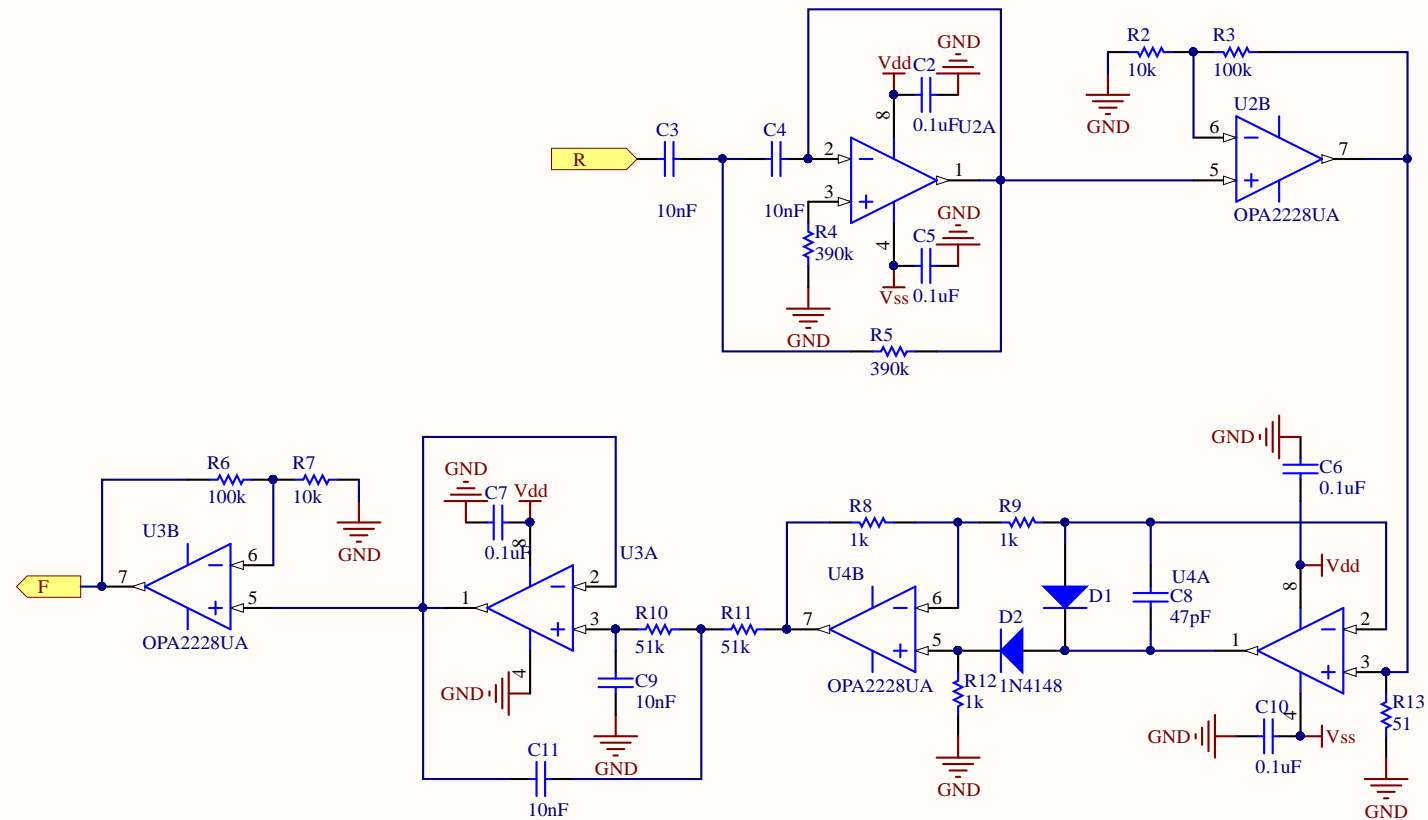 R
C3
10nF
C4
10nF
GND
Vdd
C2
0.1uF
U2A
8
2
3
1
4
R4
390k
GND
GND
C5
0.1uF
Vss
R5
390k
R2
10k
R3
100k
GND
U2B
6
5
7
OPA2228UA
F
R6
100k
R7
10k
GND
U3B
7
6
5
OPA2228UA
GND
C7
0.1uF
Vdd
8
U3A
1
2
3
4
GND
R10
51k
R11
51k
C9
10nF
GND
C11
10nF
R8
1k
R9
1k
U4B
7
6
5
OPA2228UA
R12
1k
GND
D2
1N4148
D1
U4A
C8
47pF
GND
C6
0.1uF
Vdd
8
1
2
3
4
C10
0.1uF
GND
Vss
R13
51
GND